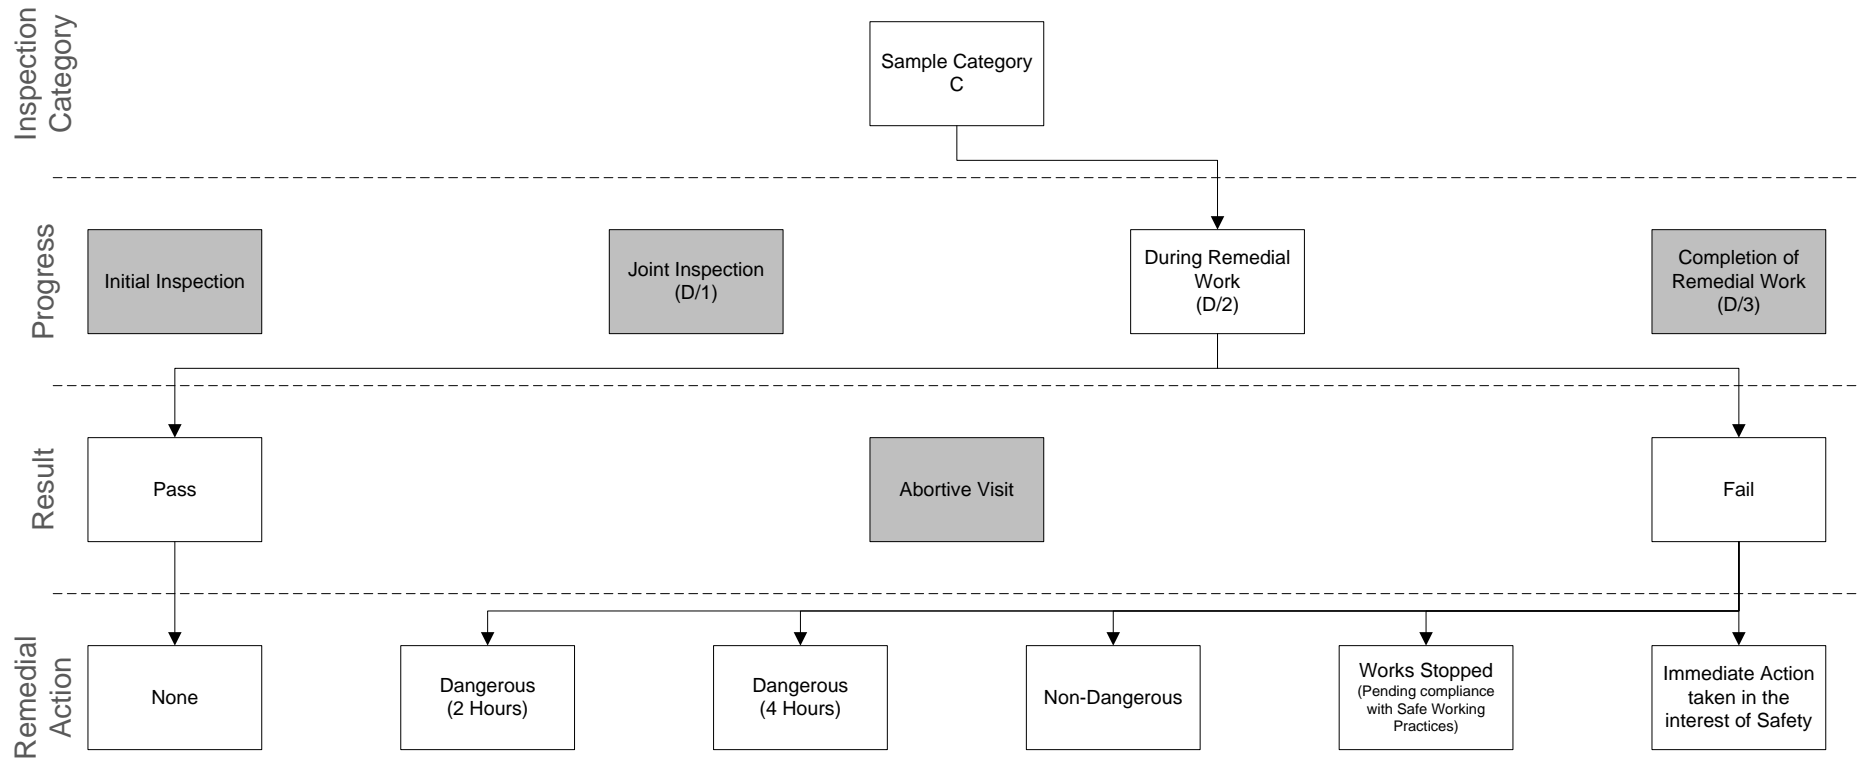 Inspection
Category
Sample Category
C
Progress
Initial Inspection
Joint Inspection
(D/1)
During Remedial
Work
(D/2)
Completion of
Remedial Work
(D/3)
Result
Pass
Abortive Visit
Fail
Remedial
Action
None
Dangerous
(2 Hours)
Dangerous
(4 Hours)
Non-Dangerous
Works Stopped
(Pending compliance
with Safe Working
Practices)
Immediate Action
taken in the
interest of Safety